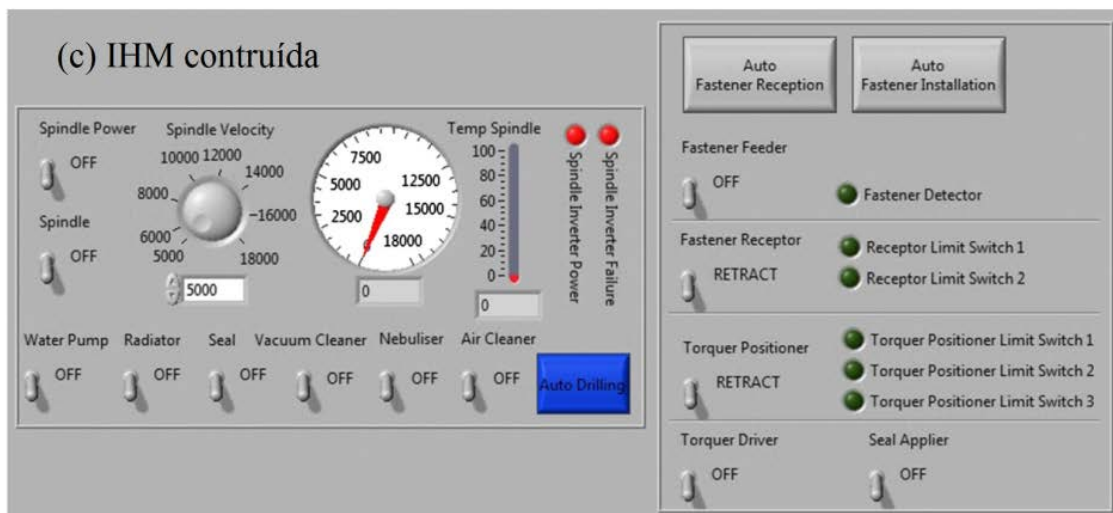 (c) IHM contruída
Spindle Power
OFF
Spindle
OFF
Spindle Velocity
5000
6000
8000
10000
12000
14000
16000
18000
5000
0
2500
5000
7500
12500
15000
18000
0
Temp Spindle
100
80
60
40
20
0
0
Spindle Inverter Power
Spindle Inverter Failure
Water Pump
OFF
Radiator
OFF
Seal
OFF
Vacuum Cleaner
OFF
Nebuliser
OFF
Air Cleaner
OFF
Auto Drilling
Auto
Fastener Reception
Auto
Fastener Installation
Fastener Feeder
OFF
Fastener Detector
Fastener Receptor
RETRACT
Receptor Limit Switch 1
Receptor Limit Switch 2
Torquer Positioner
RETRACT
Torquer Positioner Limit Switch 1
Torquer Positioner Limit Switch 2
Torquer Positioner Limit Switch 3
Torquer Driver
OFF
Seal Applier
OFF